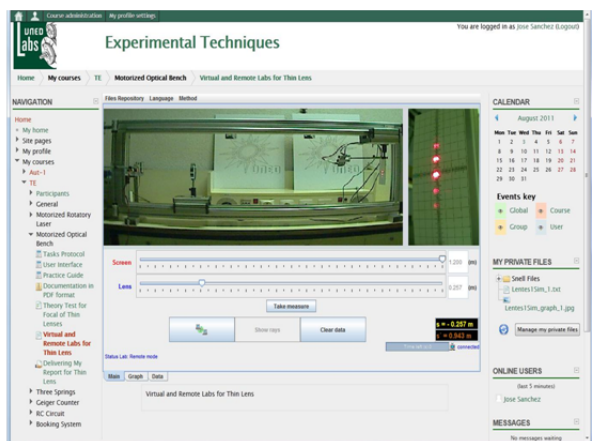 Course administration My profile settings
UNED
Labs
You are logged in as Jose Sanchez (Logout)
Experimental Techniques
Home My courses TE Motorized Optical Bench Virtual and Remote Labs for Thin Lens
NAVIGATION
Home
My home
Site pages
My profile
My courses
Aut-1
TE
Participants
General
Motorized Rotatory
Laser
Motorized Optical
Bench
Tasks Protocol
User Interface
Practice Guide
Documentation in
PDF format
Theory Test for
Focal of Thin
Lenses
Virtual and
Remote Labs for
Thin Lens
Delivering My
Report for Thin
Lens
Three Springs
Geiger Counter
RC Circuit
Booking System
Files Repository Language Method
Screen 1.200 (m)
Lens 0.257 (m)
Take measure
Show rays Clear data
s = - 0.257 m
s' = 0.943 m
connected
Status Lab: Remote mode
Main Graph Data
Virtual and Remote Labs for Thin Lens
CALENDAR
August 2011
Mon Tue Wed Thu Fri Sat Sun
1 2 3 4 5 6 7
8 9 10 11 12 13 14
15 16 17 18 19 20 21
22 23 24 25 26 27 28
29 30 31
Events key
Global Course
Group User
MY PRIVATE FILES
Snell Files
Lentes1Sim_1.txt
Lentes1Sim_graph_1.jpg
Manage my private files
ONLINE USERS
(last 5 minutes)
Jose Sanchez
MESSAGES
No messages waiting